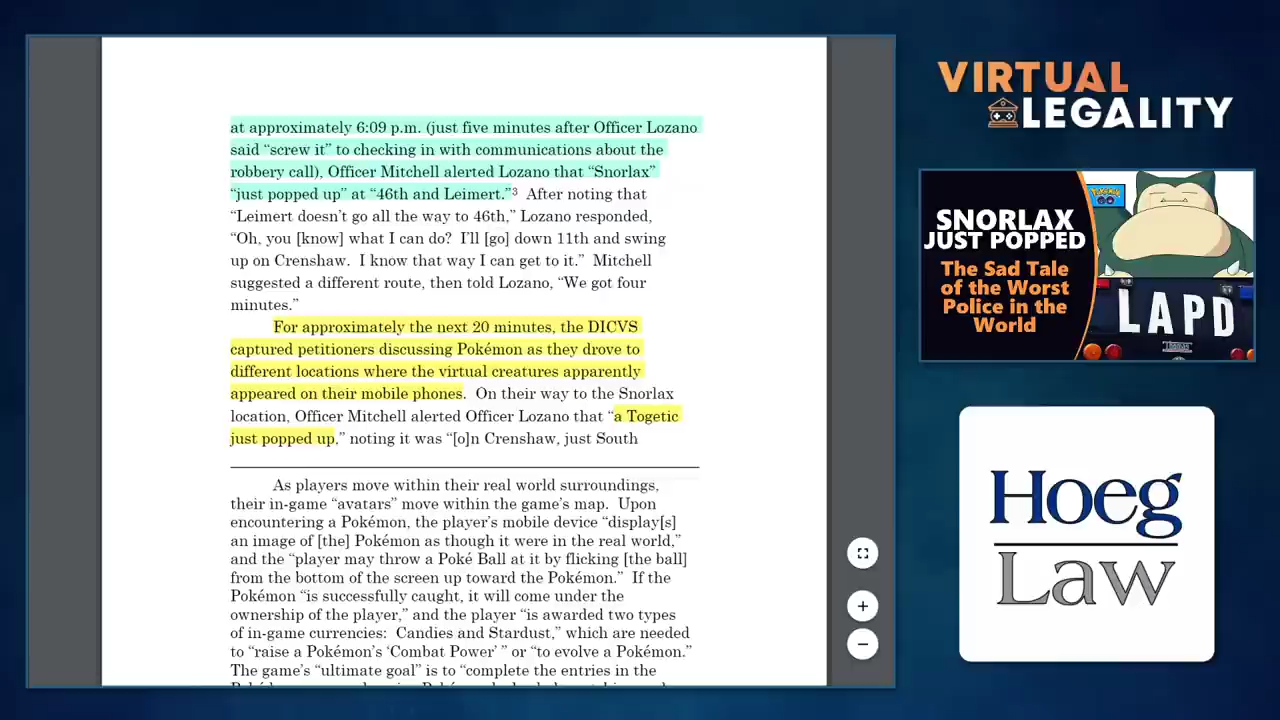 at approximately 6:09 p.m. (just five minutes after Officer Lozano
said “screw it” to checking in with communications about the
robbery call), Officer Mitchell alerted Lozano that “Snorlax”
“just popped up” at “46th and Leimert.”3 After noting that
“Leimert doesn’t go all the way to 46th,” Lozano responded,
“Oh, you [know] what I can do? I’ll [go] down 11th and swing
up on Crenshaw. I know that way I can get to it.” Mitchell
suggested a different route, then told Lozano, “We got four
minutes.”
For approximately the next 20 minutes, the DICVS
captured petitioners discussing Pokémon as they drove to
different locations where the virtual creatures apparently
appeared on their mobile phones. On their way to the Snorlax
location, Officer Mitchell alerted Officer Lozano that “a Togetic
just popped up,” noting it was “[o]n Crenshaw, just South
As players move within their real world surroundings,
their in-game “avatars” move within the game’s map. Upon
encountering a Pokémon, the player’s mobile device “display[s]
an image of [the] Pokémon as though it were in the real world,”
and the “player may throw a Poké Ball at it by flicking [the ball]
from the bottom of the screen up toward the Pokémon.” If the
Pokémon “is successfully caught, it will come under the
ownership of the player,” and the player “is awarded two types
of in-game currencies: Candies and Stardust,” which are needed
to “raise a Pokémon’s ‘Combat Power’ ” or “to evolve a Pokémon.”
The game’s “ultimate goal” is to “complete the entries in the
VIRTUAL
LEGALITY
SNORLAX
JUST POPPED
The Sad Tale
of the Worst
Police in the
World
LAPD
Hoeg
Law